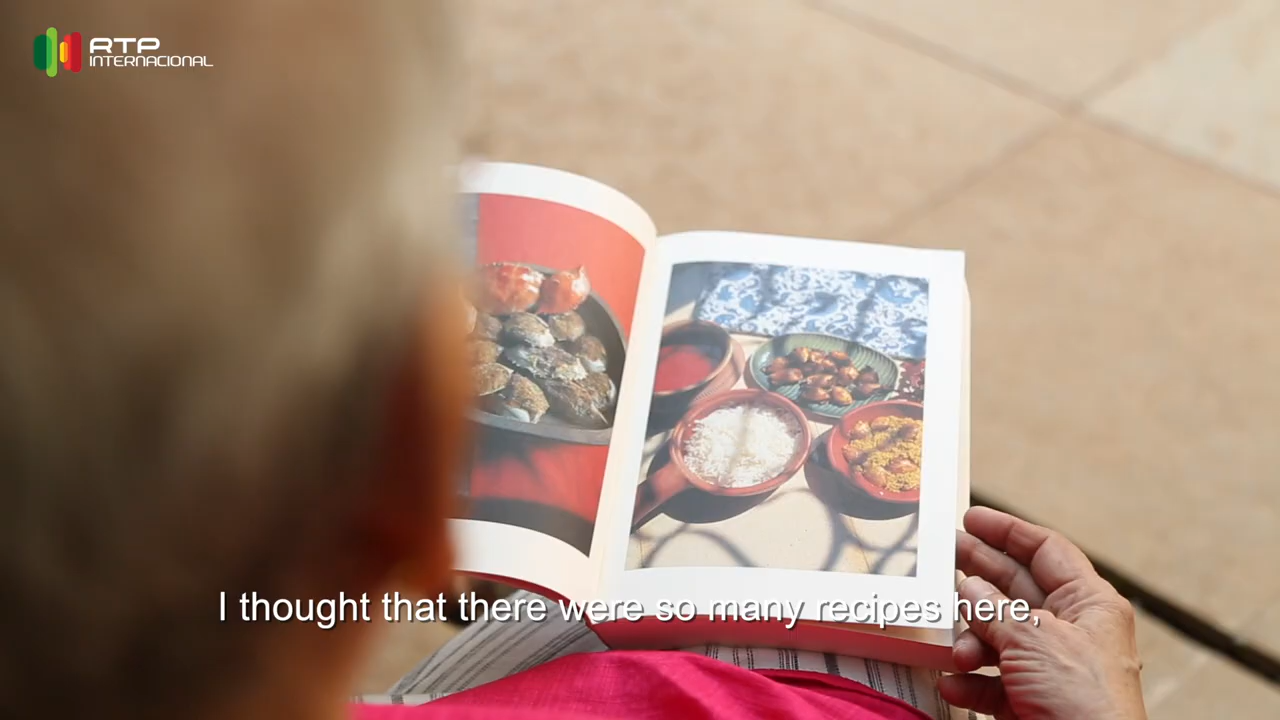 RTP
INTERNACIONAL
I thought that there were so many recipes here,